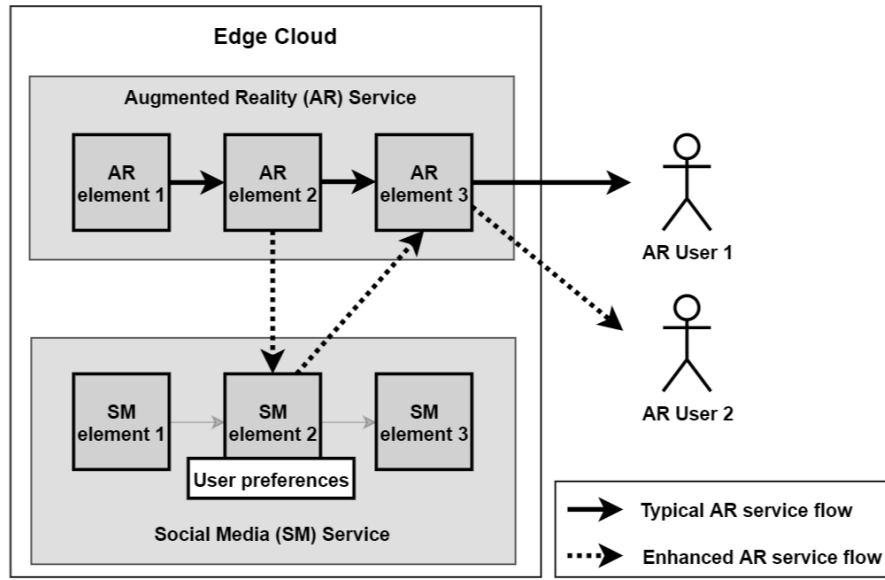 Edge Cloud
Augmented Reality (AR) Service
AR
element 1
AR
element 2
AR
element 3
AR User 1
AR User 2
SM
element 1
SM
element 2
SM
element 3
User preferences
Social Media (SM) Service
Typical AR service flow
Enhanced AR service flow